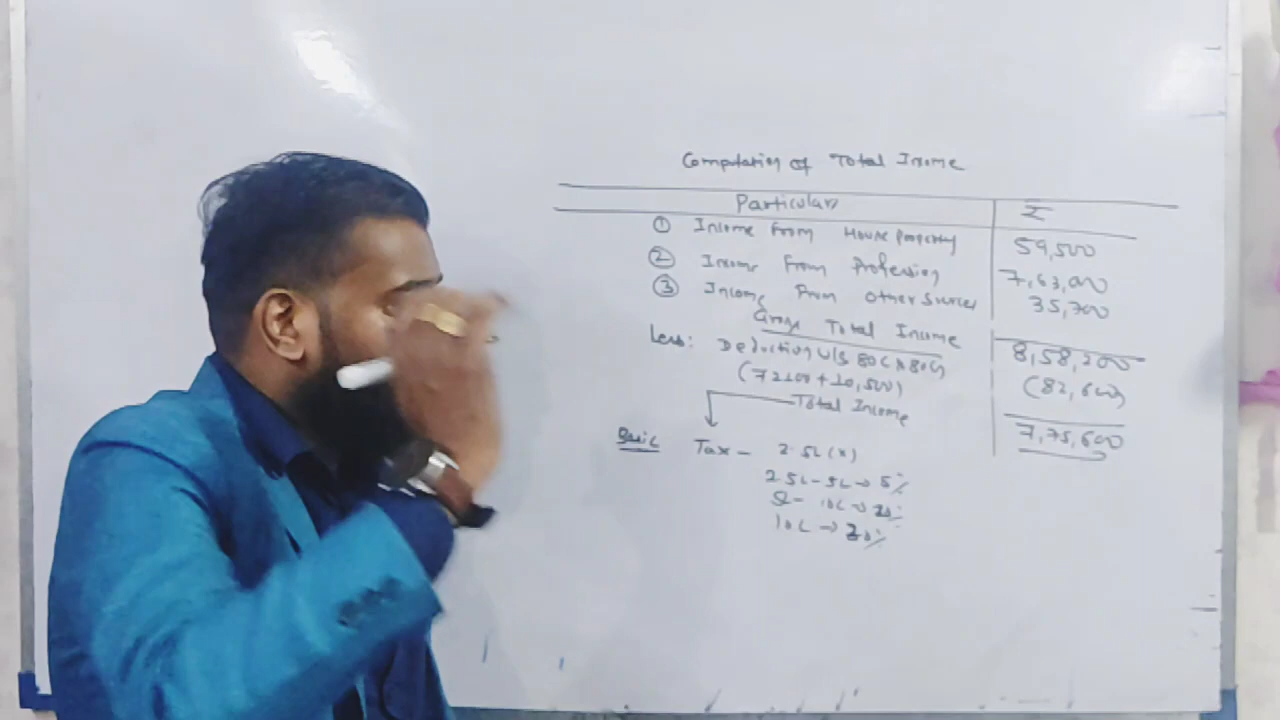 Computation of Total Income
Particulars ₹
① Income From House Property 59,500
② Income From Profession 7,63,000
③ Income From Other Sources 35,700
Gross Total Income 8,58,200
Less: Deduction u/s 80C & 80G (82,600)
(72100 + 10,500)
Total Income 7,75,600
Basic Tax - 2.5L (x)
2.5L - 5L → 5%
5L - 10L → 20%
10L → 30%